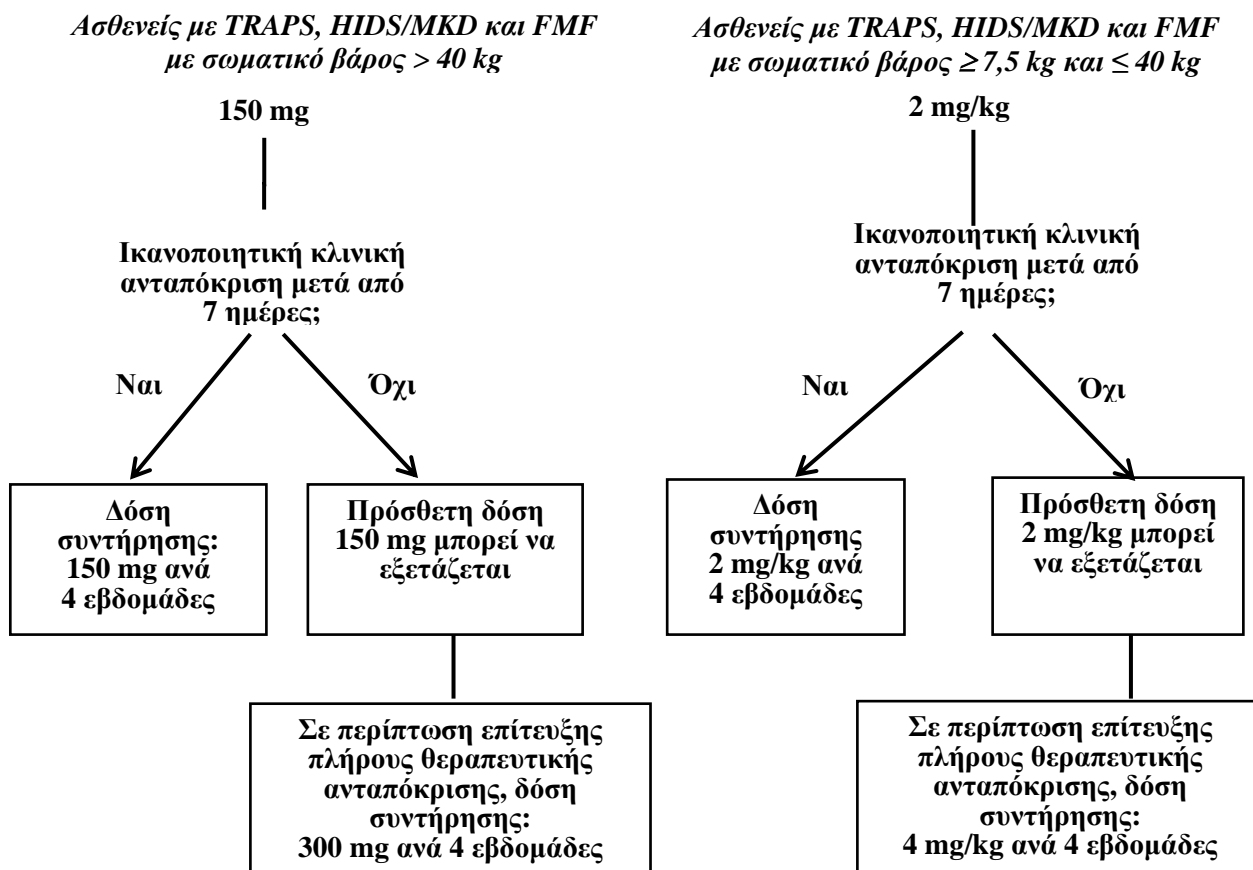 Ασθενείς με TRAPS, HIDS/MKD και FMF
με σωματικό βάρος > 40 kg
150 mg
Ικανοποιητική κλινική
ανταπόκριση μετά από
7 ημέρες;
Ναι
Όχι
Δόση
συντήρησης:
150 mg ανά
4 εβδομάδες
Πρόσθετη δόση
150 mg μπορεί να
εξετάζεται
Σε περίπτωση επίτευξης
πλήρους θεραπευτικής
ανταπόκρισης, δόση
συντήρησης:
300 mg ανά 4 εβδομάδες
Ασθενείς με TRAPS, HIDS/MKD και FMF
με σωματικό βάρος ≥ 7,5 kg και ≤ 40 kg
2 mg/kg
Ικανοποιητική κλινική
ανταπόκριση μετά από
7 ημέρες;
Ναι
Όχι
Δόση
συντήρησης
2 mg/kg ανά
4 εβδομάδες
Πρόσθετη δόση
2 mg/kg μπορεί
να εξετάζεται
Σε περίπτωση επίτευξης
πλήρους θεραπευτικής
ανταπόκρισης, δόση
συντήρησης:
4 mg/kg ανά 4 εβδομάδες